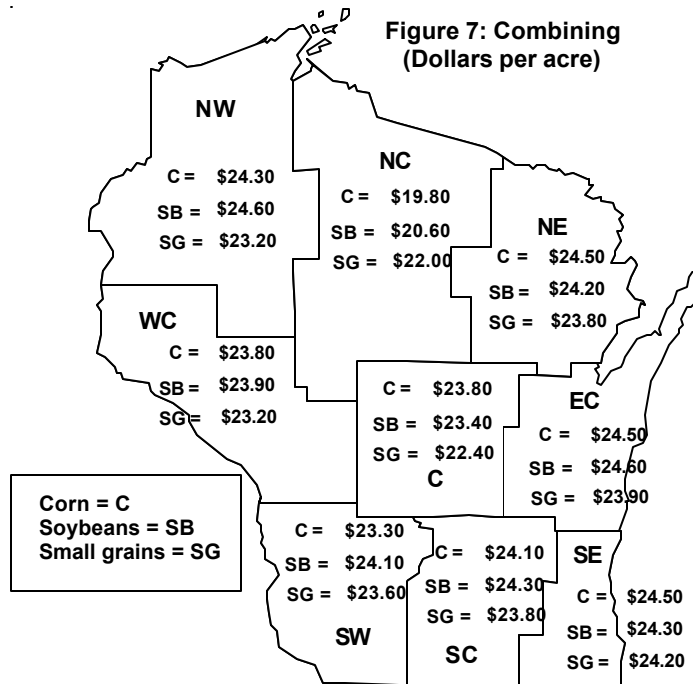 Figure 7: Combining
(Dollars per acre)
NW
C = $24.30
SB = $24.60
SG = $23.20
NC
C = $19.80
SB = $20.60
SG = $22.00
NE
C = $24.50
SB = $24.20
SG = $23.80
WC
C = $23.80
SB = $23.90
SG = $23.20
C = $23.80
SB = $23.40
SG = $22.40
C
EC
C = $24.50
SB = $24.60
SG = $23.90
Corn = C
Soybeans = SB
Small grains = SG
C = $23.30
SB = $24.10
SG = $23.60
SW
C = $24.10
SB = $24.30
SG = $23.80
SC
SE
C = $24.50
SB = $24.30
SG = $24.20